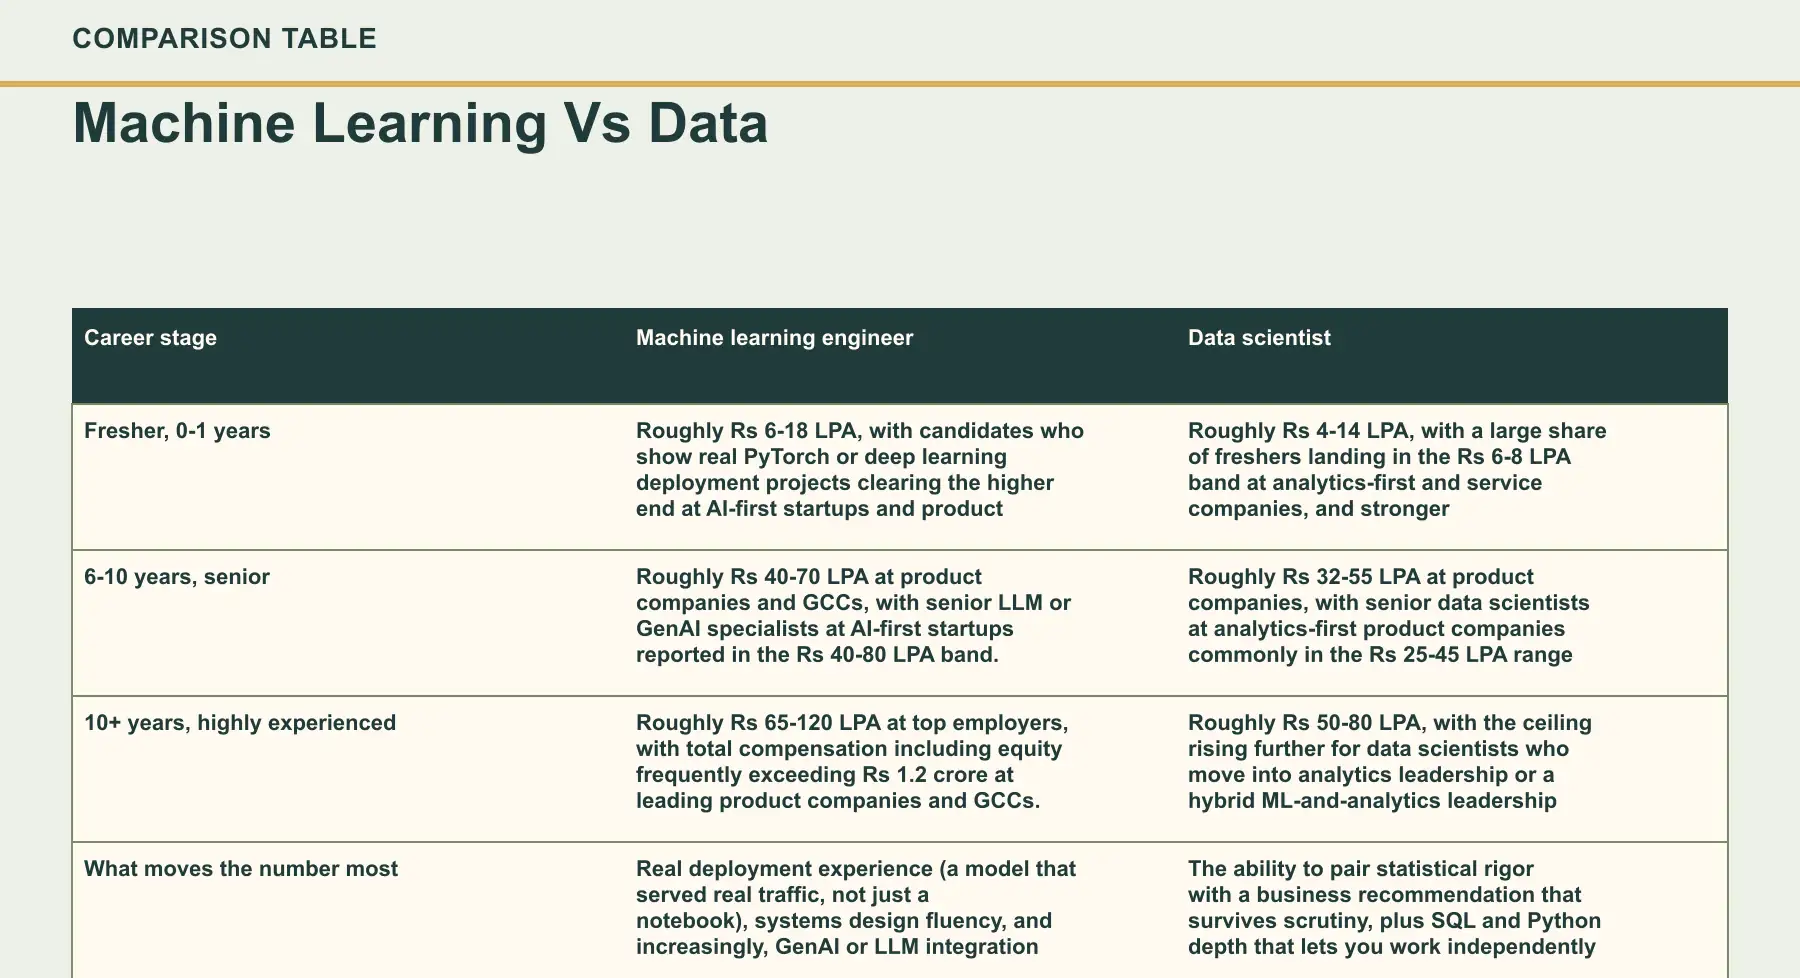 COMPARISON TABLE
Machine Learning Vs Data
Career stage
Machine learning engineer
Data scientist
Fresher, 0-1 years
Roughly Rs 6-18 LPA, with candidates who
show real PyTorch or deep learning
deployment projects clearing the higher
end at AI-first startups and product
Roughly Rs 4-14 LPA, with a large share
of freshers landing in the Rs 6-8 LPA
band at analytics-first and service
companies, and stronger
6-10 years, senior
Roughly Rs 40-70 LPA at product
companies and GCCs, with senior LLM or
GenAI specialists at AI-first startups
reported in the Rs 40-80 LPA band.
Roughly Rs 32-55 LPA at product
companies, with senior data scientists
at analytics-first product companies
commonly in the Rs 25-45 LPA range
10+ years, highly experienced
Roughly Rs 65-120 LPA at top employers,
with total compensation including equity
frequently exceeding Rs 1.2 crore at
leading product companies and GCCs.
Roughly Rs 50-80 LPA, with the ceiling
rising further for data scientists who
move into analytics leadership or a
hybrid ML-and-analytics leadership
What moves the number most
Real deployment experience (a model that
served real traffic, not just a
notebook), systems design fluency, and
increasingly, GenAI or LLM integration
The ability to pair statistical rigor
with a business recommendation that
survives scrutiny, plus SQL and Python
depth that lets you work independently